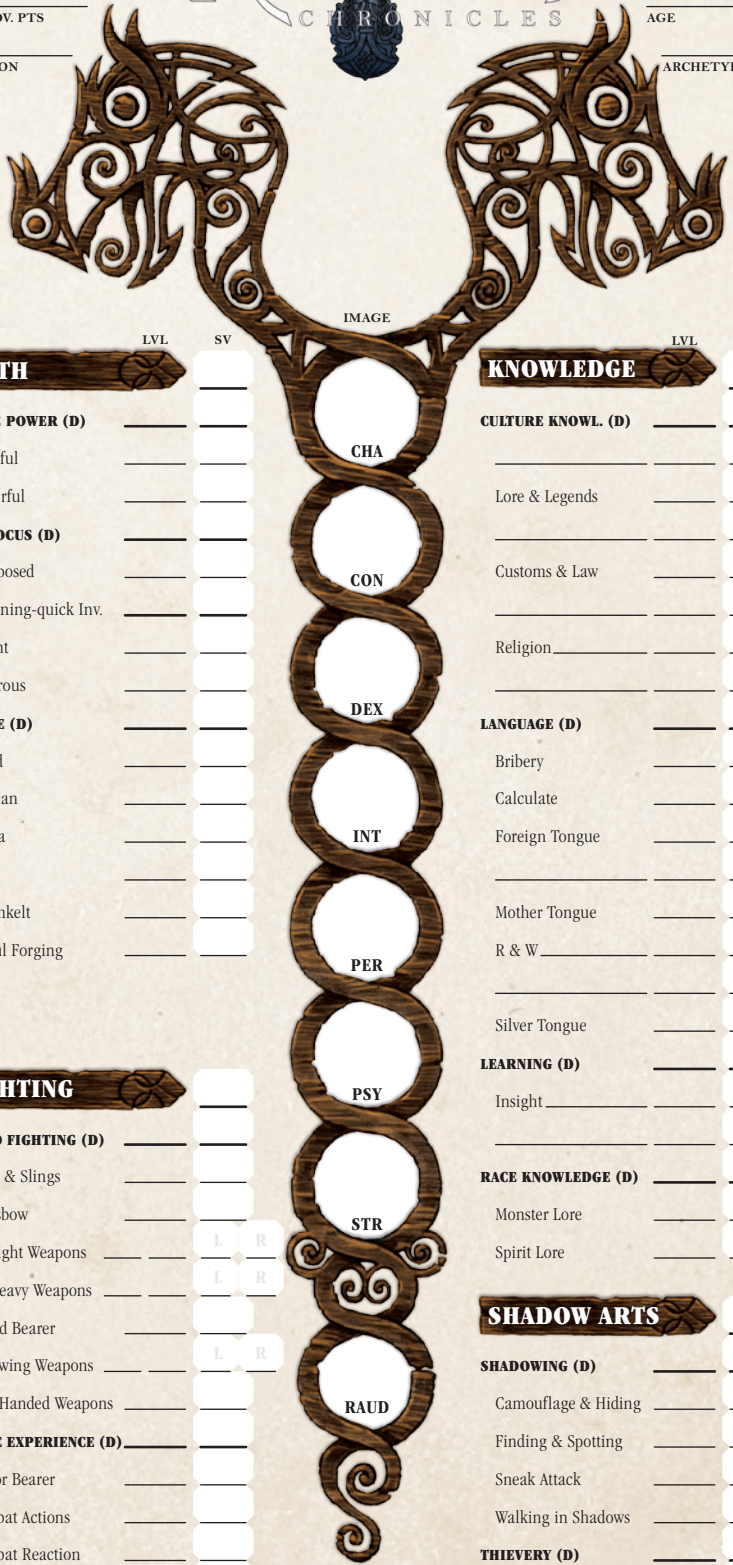 CHRONICLES
OV. PTS
ON
AGE
ARCHETYP
IMAGE
LVL SV
TH
POWER (D)
ful
rful
OCUS (D)
posed
ning-quick Inv.
nt
rous
E (D)
d
an
a
nkelt
l Forging
HTING
FIGHTING (D)
& Slings
sbow
ght Weapons L R
eavy Weapons L R
d Bearer
wing Weapons L R
Handed Weapons
E EXPERIENCE (D)
or Bearer
bat Actions
bat Reaction
CHA
CON
DEX
INT
PER
PSY
STR
RAUD
LVL
KNOWLEDGE
CULTURE KNOWL. (D)
Lore & Legends
Customs & Law
Religion
LANGUAGE (D)
Bribery
Calculate
Foreign Tongue
Mother Tongue
R & W
Silver Tongue
LEARNING (D)
Insight
RACE KNOWLEDGE (D)
Monster Lore
Spirit Lore
SHADOW ARTS
SHADOWING (D)
Camouflage & Hiding
Finding & Spotting
Sneak Attack
Walking in Shadows
THIEVERY (D)